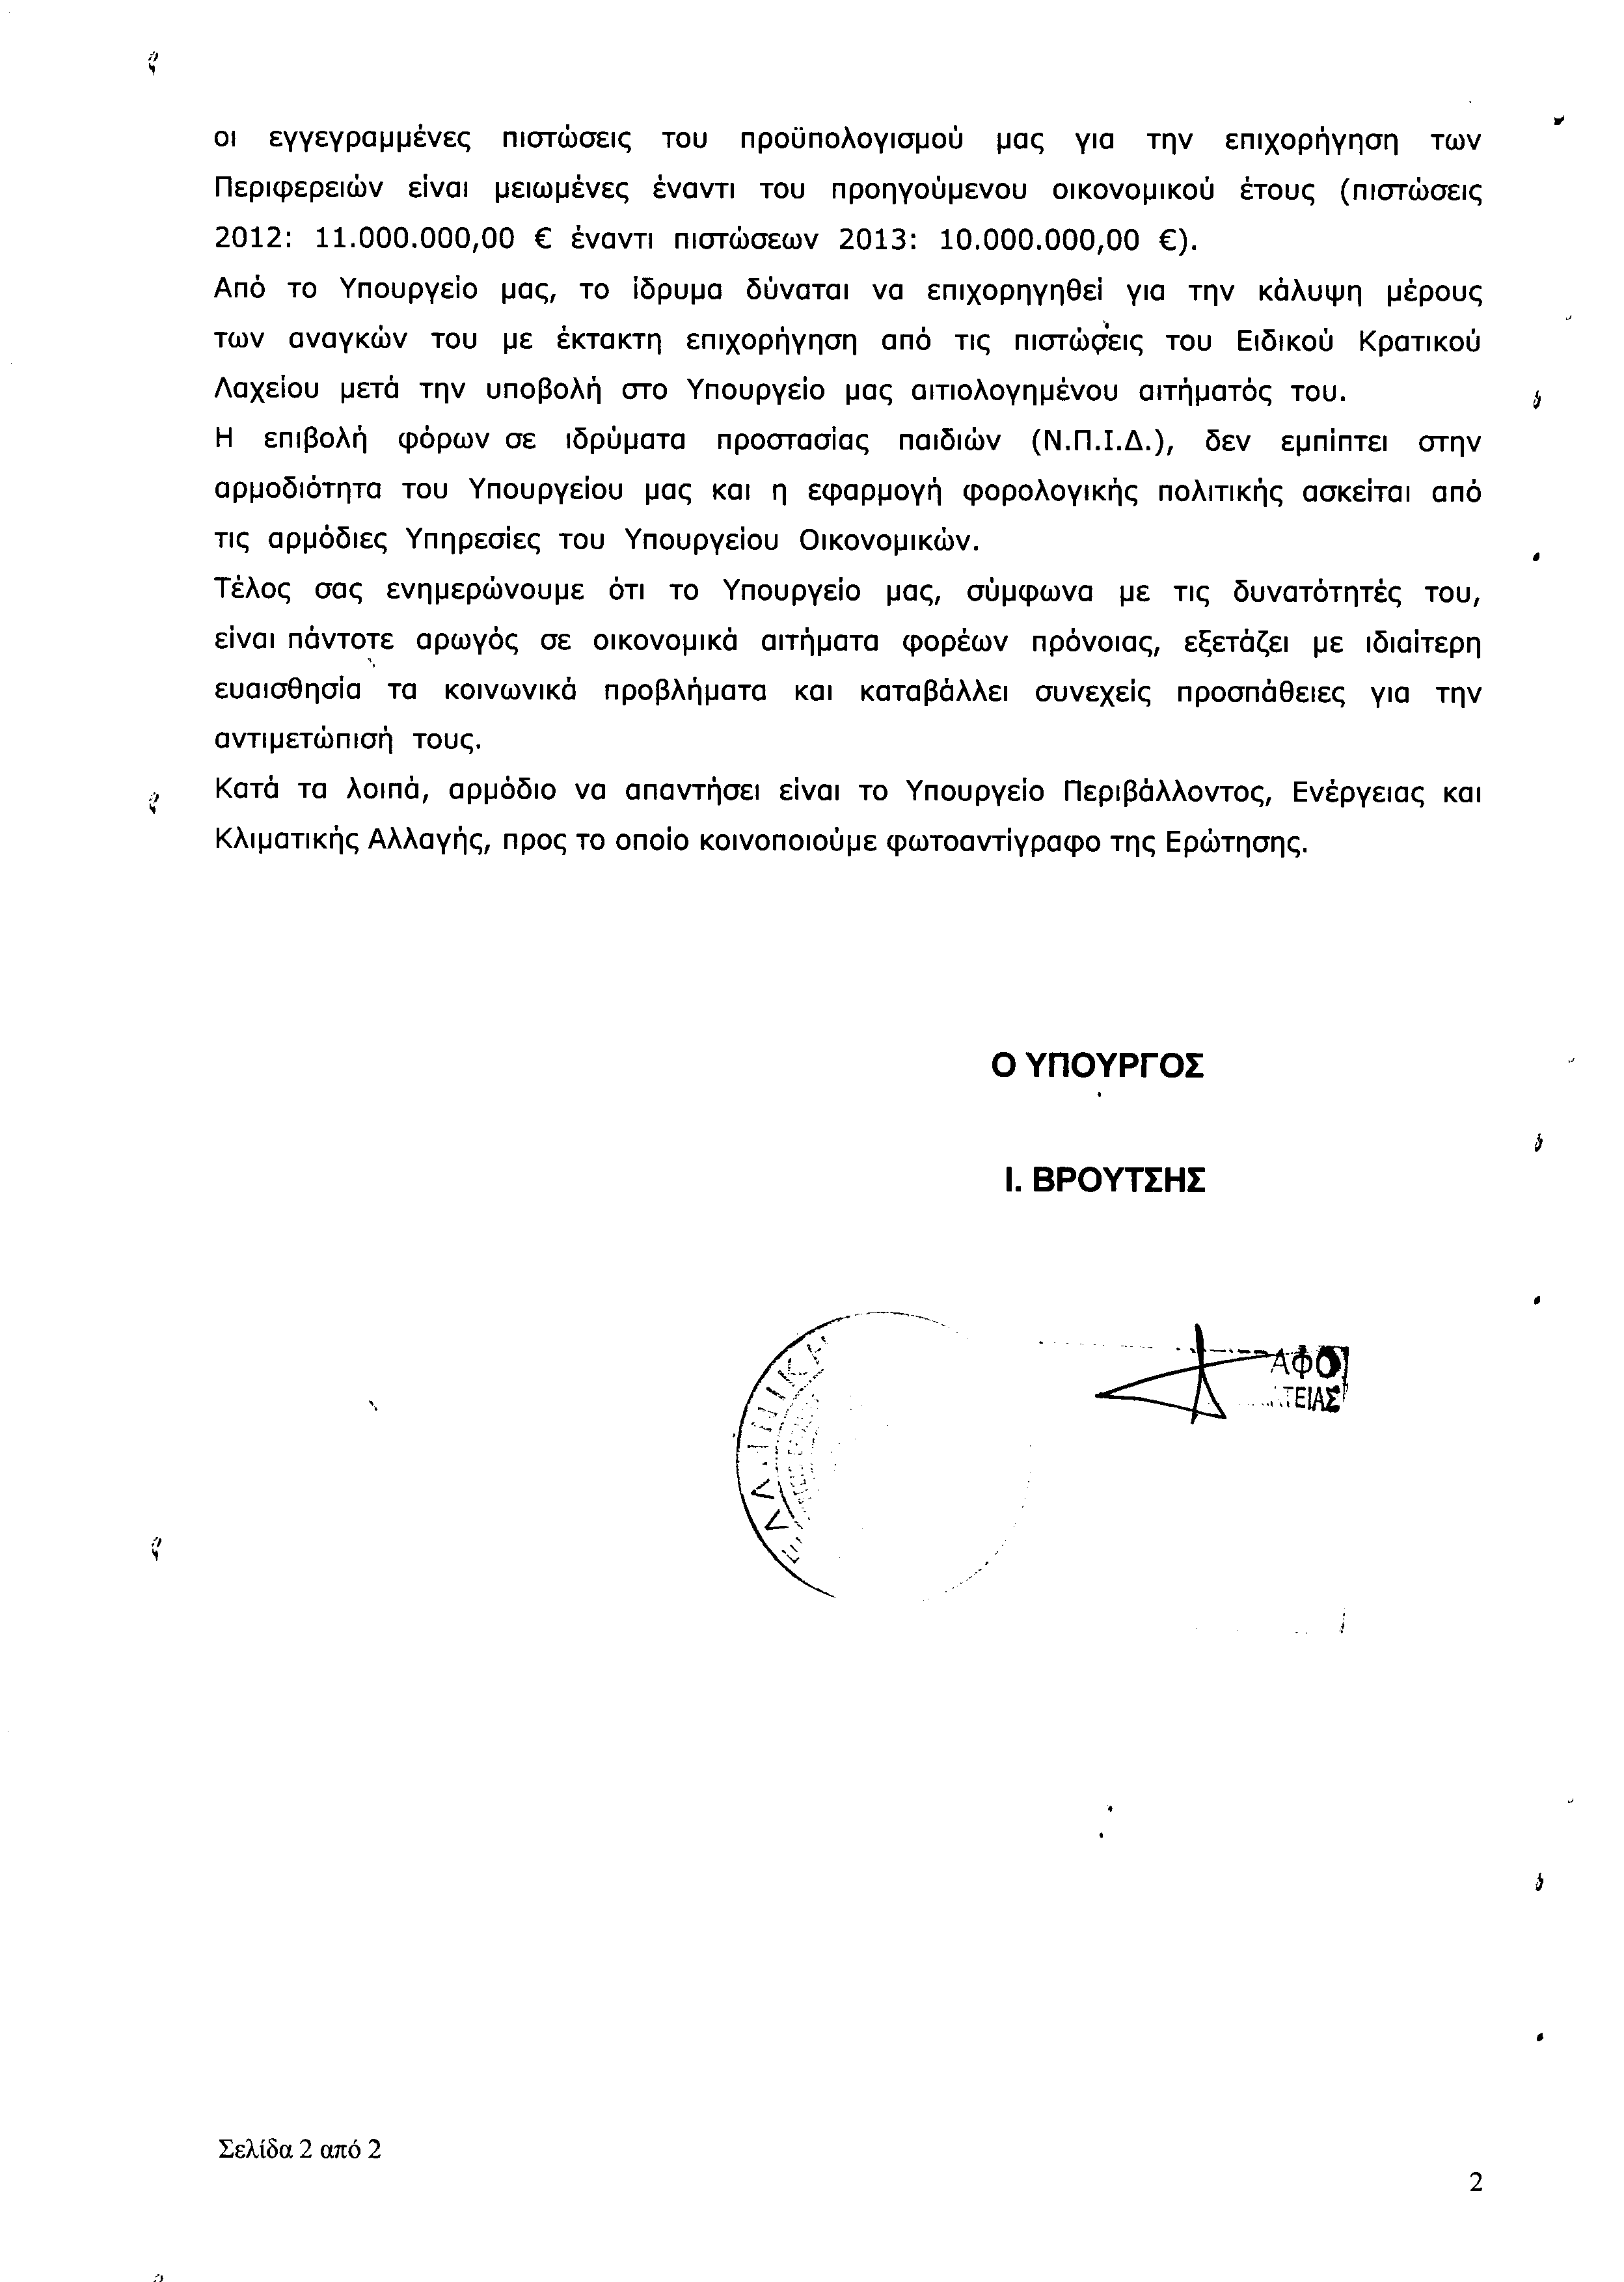 οι εγγεγραμμένες πιστώσεις του προϋπολογισμού μας για την επιχορήγηση των
Περιφερειών είναι μειωμένες έναντι του προηγούμενου οικονομικού έτους (πιστώσεις
2012: 11.000.000,00 € έναντι πιστώσεων 2013: 10.000.000,00 €).
Από το Υπουργείο μας, το ίδρυμα δύναται να επιχορηγηθεί για την κάλυψη μέρους
των αναγκών του με έκτακτη επιχορήγηση από τις πιστώσεις του Ειδικού Κρατικού
Λαχείου μετά την υποβολή στο Υπουργείο μας αιτιολογημένου αιτήματός του.
Η επιβολή φόρων σε ιδρύματα προστασίας παιδιών (Ν.Π.Ι.Δ.), δεν εμπίπτει στην
αρμοδιότητα του Υπουργείου μας και η εφαρμογή φορολογικής πολιτικής ασκείται από
τις αρμόδιες Υπηρεσίες του Υπουργείου Οικονομικών.
Τέλος σας ενημερώνουμε ότι το Υπουργείο μας, σύμφωνα με τις δυνατότητές του,
είναι πάντοτε αρωγός σε οικονομικά αιτήματα φορέων πρόνοιας, εξετάζει με ιδιαίτερη
ευαισθησία τα κοινωνικά προβλήματα και καταβάλλει συνεχείς προσπάθειες για την
αντιμετώπισή τους.
Κατά τα λοιπά, αρμόδιο να απαντήσει είναι το Υπουργείο Περιβάλλοντος, Ενέργειας και
Κλιματικής Αλλαγής, προς το οποίο κοινοποιούμε φωτοαντίγραφο της Ερώτησης.
Ο ΥΠΟΥΡΓΟΣ
Ι. ΒΡΟΥΤΣΗΣ
Σελίδα 2 από 2
2